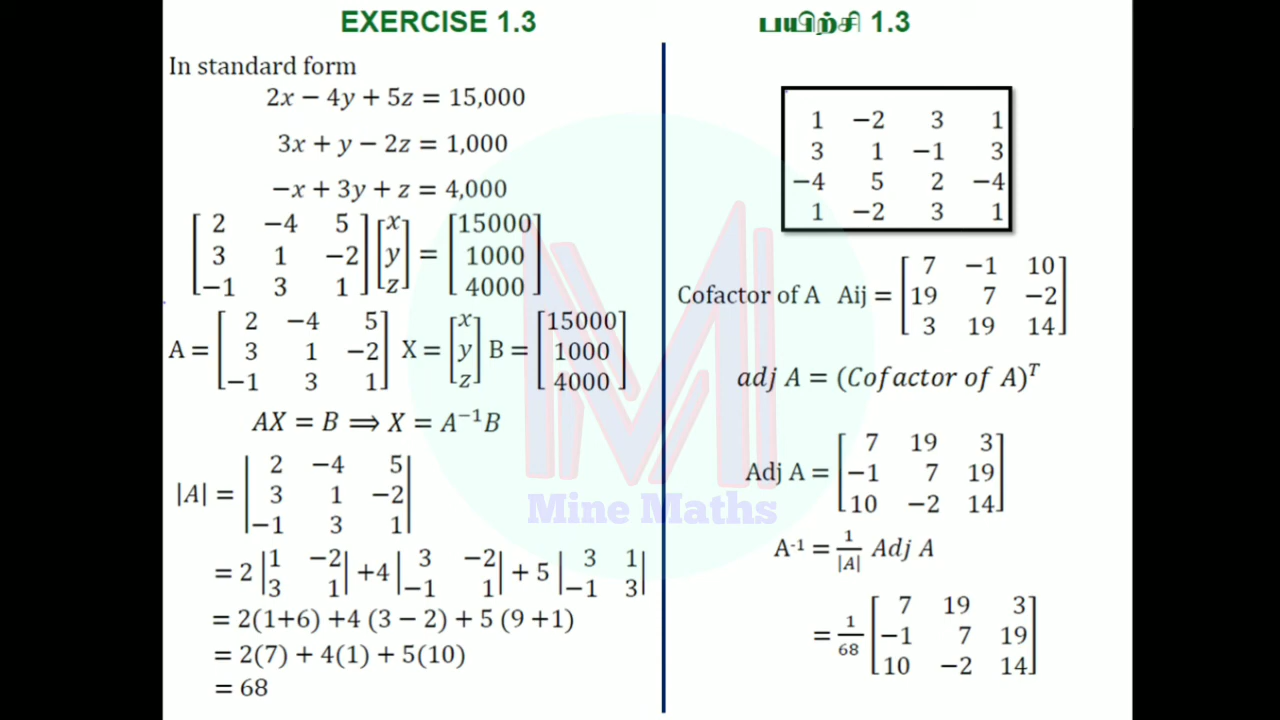 EXERCISE 1.3
In standard form
2x − 4y + 5z = 15,000
3x + y − 2z = 1,000
−x + 3y + z = 4,000
[2 −4 5] [x] [15000]
[3 1 −2] [y] = [1000]
[−1 3 1] [z] [4000]
[2 −4 5] [x] [15000]
A = [3 1 −2] X = [y] B = [1000]
[−1 3 1] [z] [4000]
AX = B ⟹ X = A⁻¹B
|2 −4 5|
|A| = |3 1 −2|
|−1 3 1|
= 2 |1 −2| +4 |3 −2| + 5 |3 1|
|3 1| |−1 1| |−1 3|
= 2(1+6) +4 (3 − 2) + 5 (9 +1)
= 2(7) + 4(1) + 5(10)
= 68
பயிற்சி 1.3
1 −2 3 1
3 1 −1 3
−4 5 2 −4
1 −2 3 1
[7 −1 10]
Cofactor of A Aij = [19 7 −2]
[3 19 14]
adj A = (Cofactor of A)ᵀ
[7 19 3]
Adj A = [−1 7 19]
[10 −2 14]
A⁻¹ = 1/|A| Adj A
[7 19 3]
= 1/68 [−1 7 19]
[10 −2 14]
Mine Maths